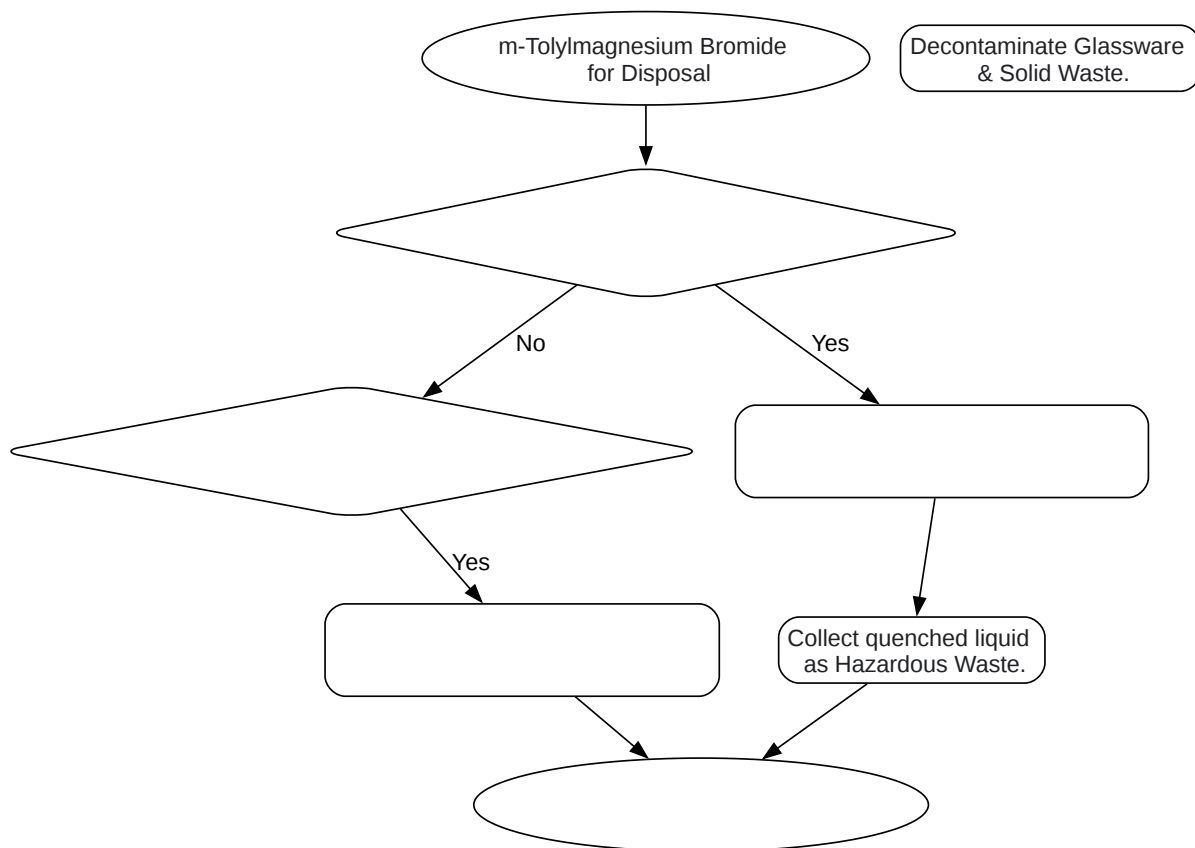 m-Tolylmagnesium Bromide
for Disposal
Decontaminate Glassware
& Solid Waste.
No
Yes
Yes
Collect quenched liquid
as Hazardous Waste.